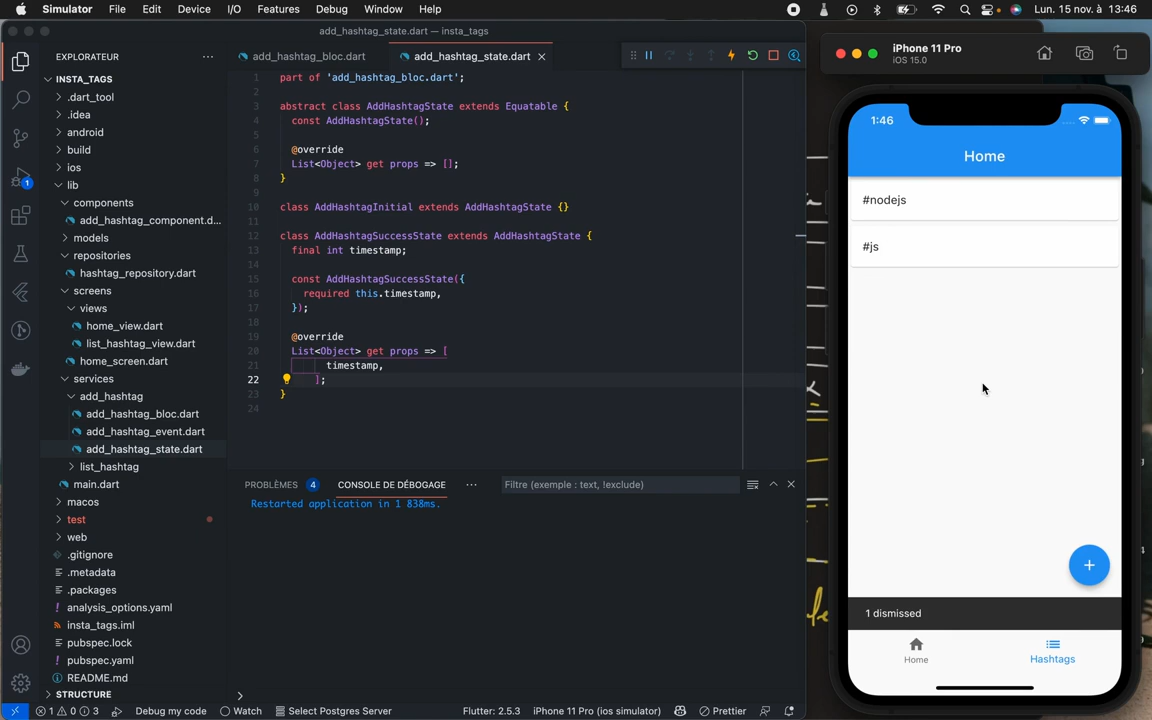 Simulator File Edit Device I/O Features Debug Window Help
Lun. 15 nov. à 13:46
add_hashtag_state.dart — insta_tags
EXPLORATEUR
INSTA_TAGS
.dart_tool
.idea
android
build
ios
lib
components
add_hashtag_component.d...
models
repositories
hashtag_repository.dart
screens
views
home_view.dart
list_hashtag_view.dart
home_screen.dart
services
add_hashtag
add_hashtag_bloc.dart
add_hashtag_event.dart
add_hashtag_state.dart
list_hashtag
main.dart
macos
test
web
.gitignore
.metadata
.packages
analysis_options.yaml
insta_tags.iml
pubspec.lock
pubspec.yaml
README.md
STRUCTURE
1
add_hashtag_bloc.dart
add_hashtag_state.dart
1 part of 'add_hashtag_bloc.dart';
2
3 abstract class AddHashtagState extends Equatable {
4 const AddHashtagState();
5
6 @override
7 List<Object> get props => [];
8 }
9
10 class AddHashtagInitial extends AddHashtagState {}
11
12 class AddHashtagSuccessState extends AddHashtagState {
13 final int timestamp;
14
15 const AddHashtagSuccessState({
16 required this.timestamp,
17 });
18
19 @override
20 List<Object> get props => [
21 timestamp,
22 ];
23 }
24
PROBLÈMES 4 CONSOLE DE DÉBOGAGE
Filtre (exemple : text, !exclude)
Restarted application in 1 838ms.
1 0 3 Debug my code Watch Select Postgres Server Flutter: 2.5.3 iPhone 11 Pro (ios simulator) Prettier
iPhone 11 Pro
iOS 15.0
1:46
Home
#nodejs
#js
1 dismissed
Home
Hashtags